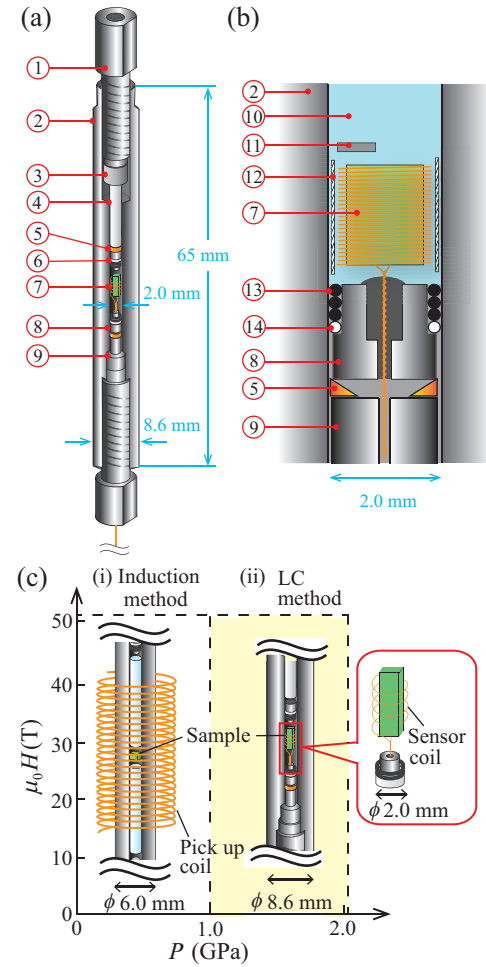 (a)
1
2
3
4
5
6
7
8
9
65 mm
2.0 mm
8.6 mm
(b)
2
10
11
12
7
13
14
8
5
9
2.0 mm
(c)
(i) Induction
method
(ii) LC
method
50
40
30
20
10
0
μ₀H(T)
Sample
Pick up
coil
ϕ 6.0 mm
ϕ 8.6 mm
Sensor
coil
ϕ 2.0 mm
1.0
2.0
P (GPa)